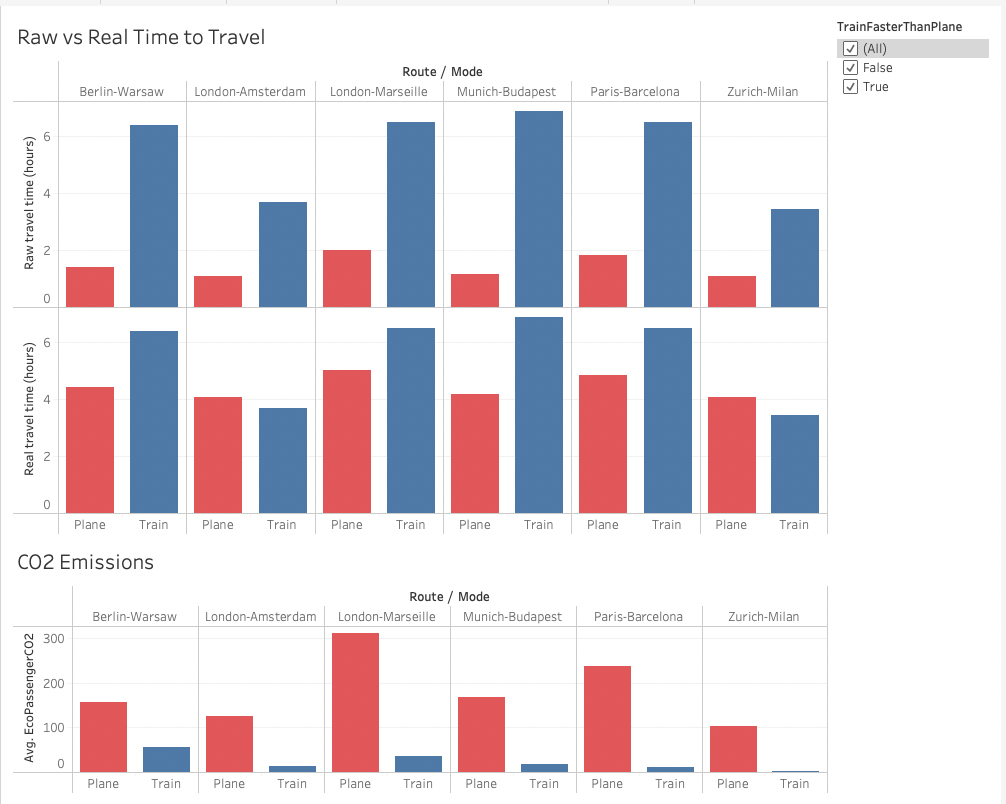 Raw vs Real Time to Travel
TrainFasterThanPlane
(All)
False
True
Route / Mode
Berlin-Warsaw London-Amsterdam London-Marseille Munich-Budapest Paris-Barcelona Zurich-Milan
Raw travel time (hours)
6
4
2
0
Real travel time (hours)
6
4
2
0
Plane Train Plane Train Plane Train Plane Train Plane Train Plane Train
CO2 Emissions
Route / Mode
Berlin-Warsaw London-Amsterdam London-Marseille Munich-Budapest Paris-Barcelona Zurich-Milan
Avg. EcoPassengerCO2
300
200
100
0
Plane Train Plane Train Plane Train Plane Train Plane Train Plane Train